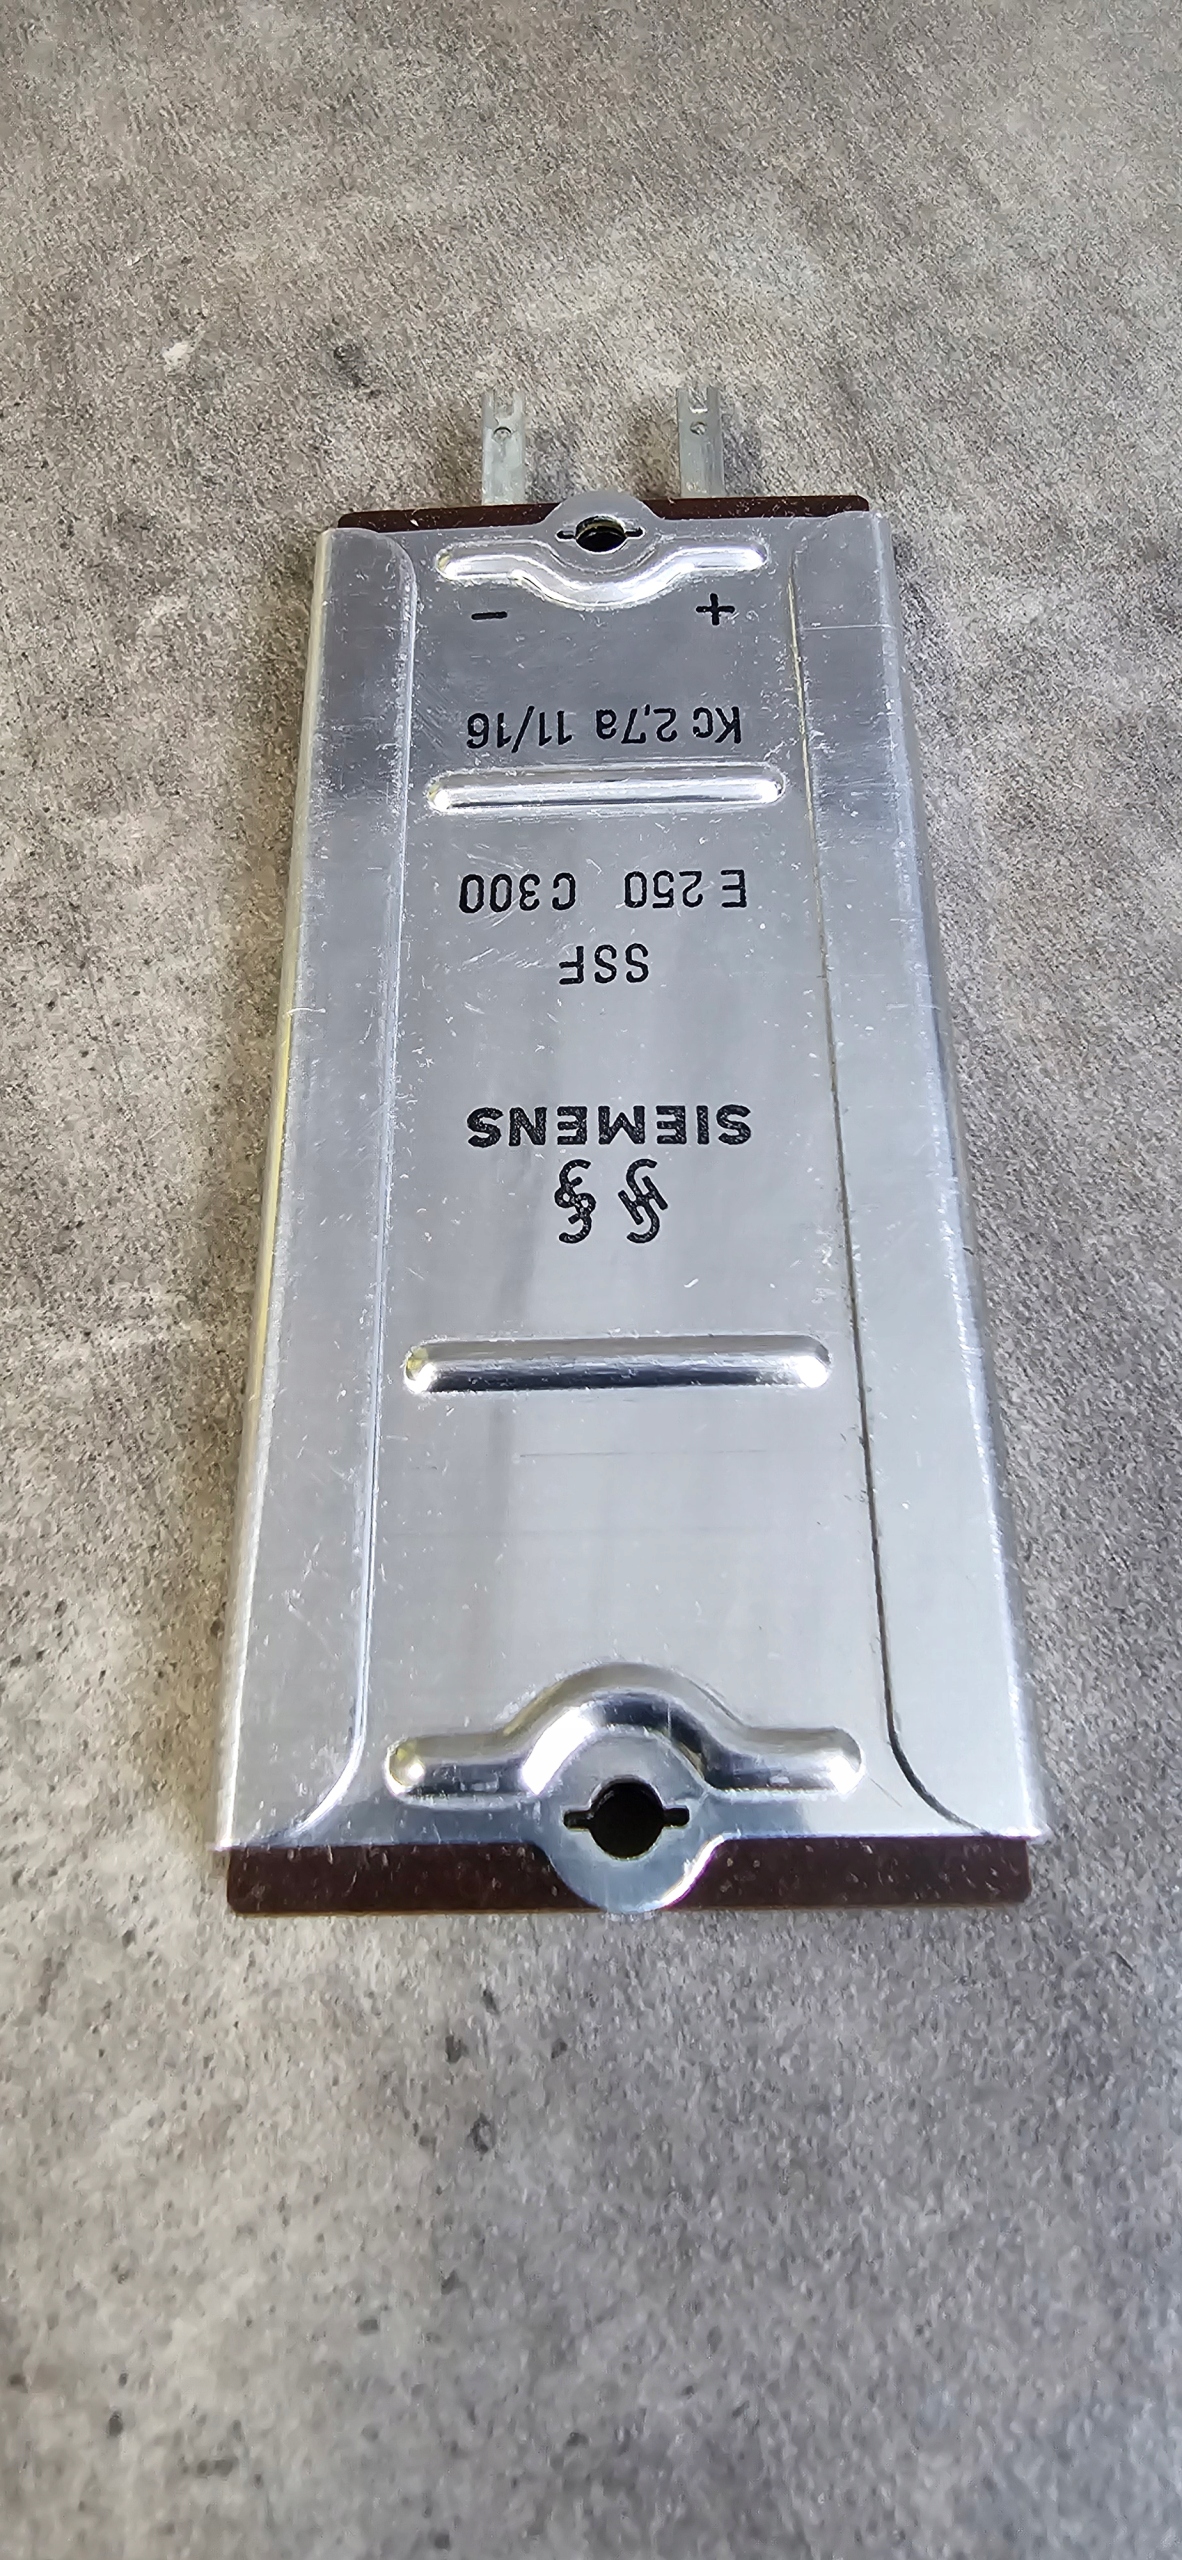 SIEMENS
SSF
E 250 C 300
Kc 2,7a 11/16
+ −